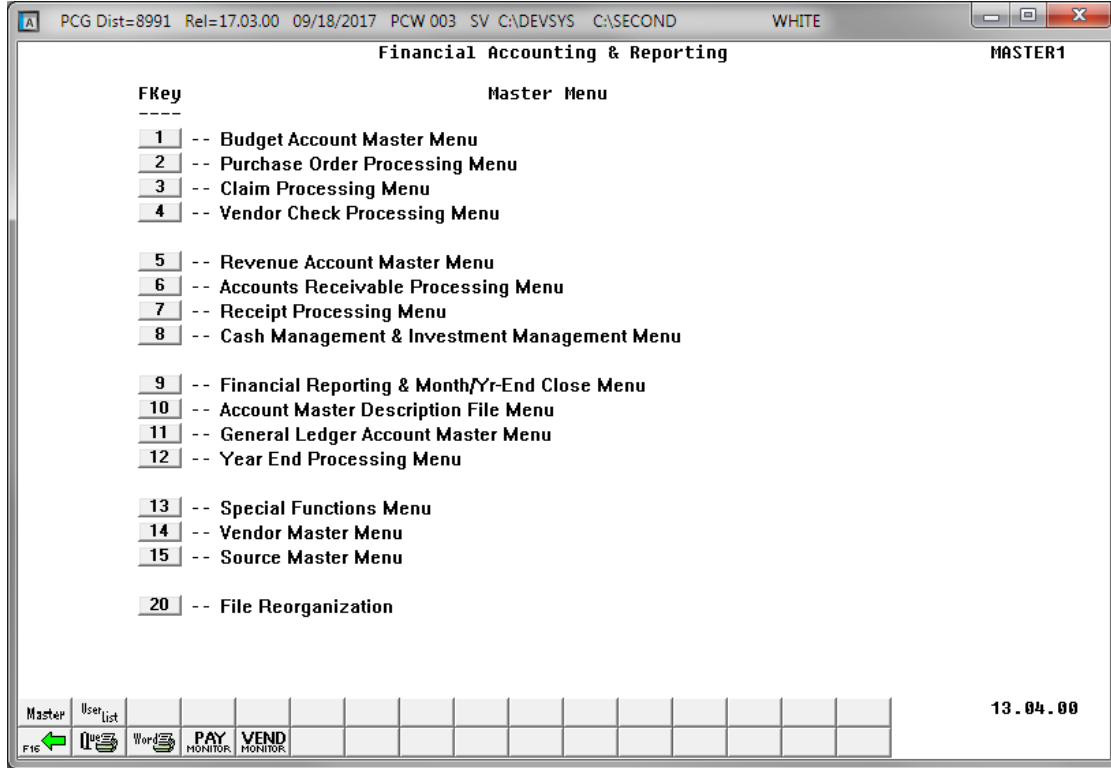 A PCG Dist=8991 Rel=17.03.00 09/18/2017 PCW 003 SV C:\DEVSYS C:\SECOND WHITE
Financial Accounting & Reporting MASTER1
FKey Master Menu
----
1 -- Budget Account Master Menu
2 -- Purchase Order Processing Menu
3 -- Claim Processing Menu
4 -- Vendor Check Processing Menu
5 -- Revenue Account Master Menu
6 -- Accounts Receivable Processing Menu
7 -- Receipt Processing Menu
8 -- Cash Management & Investment Management Menu
9 -- Financial Reporting & Month/Yr-End Close Menu
10 -- Account Master Description File Menu
11 -- General Ledger Account Master Menu
12 -- Year End Processing Menu
13 -- Special Functions Menu
14 -- Vendor Master Menu
15 -- Source Master Menu
20 -- File Reorganization
Master User List 13.04.00
F16 Que Word PAY MONITOR VEND MONITOR